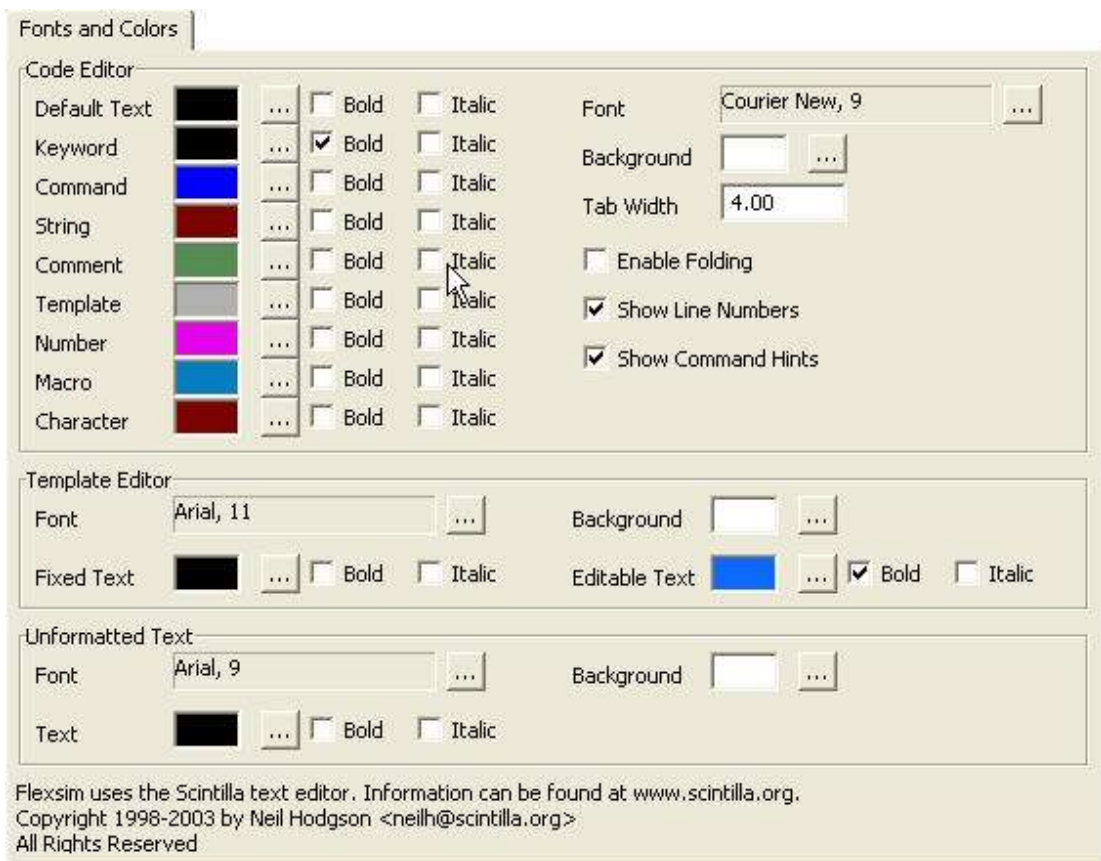 Fonts and Colors
Code Editor
Default Text ... Bold Italic Font Courier New, 9 ...
Keyword ... Bold Italic Background ...
Command ... Bold Italic Tab Width 4.00
String ... Bold Italic
Comment ... Bold Italic Enable Folding
Template ... Bold Italic Show Line Numbers
Number ... Bold Italic Show Command Hints
Macro ... Bold Italic
Character ... Bold Italic
Template Editor
Font Arial, 11 ... Background ...
Fixed Text ... Bold Italic Editable Text ... Bold Italic
Unformatted Text
Font Arial, 9 ... Background ...
Text ... Bold Italic
Flexsim uses the Scintilla text editor. Information can be found at www.scintilla.org.
Copyright 1998-2003 by Neil Hodgson <neilh@scintilla.org>
All Rights Reserved